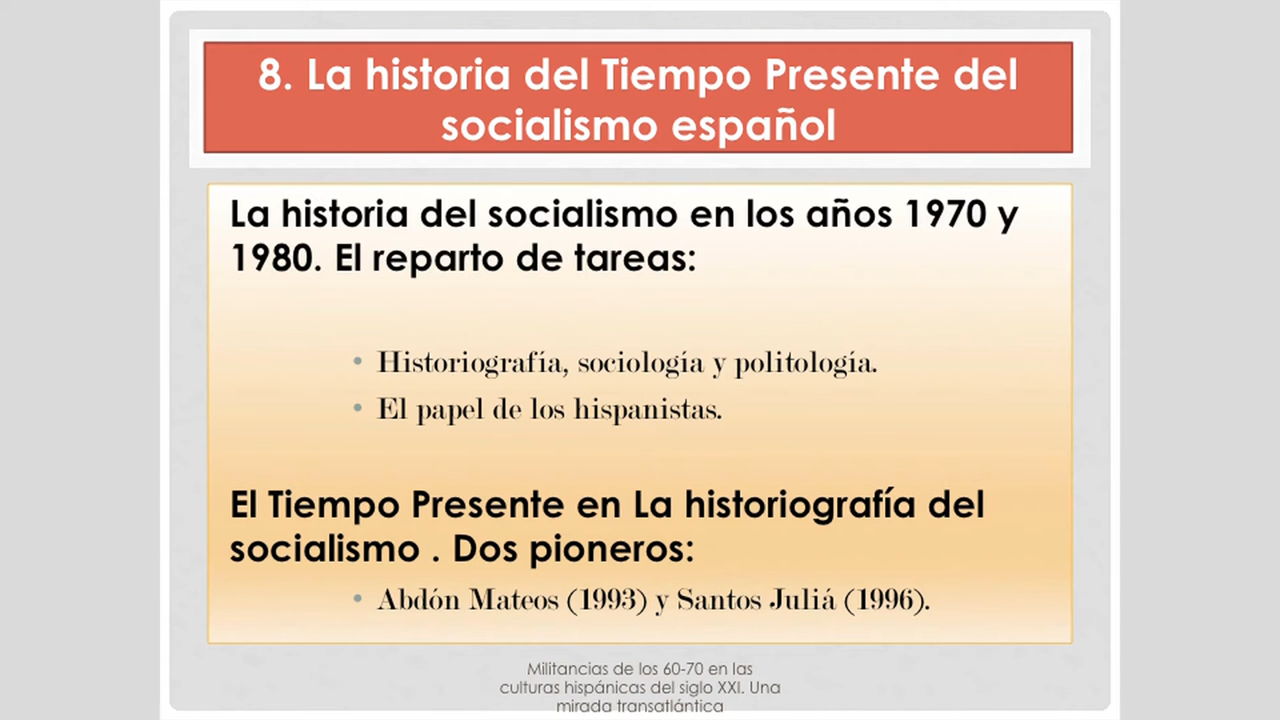 8. La historia del Tiempo Presente del
socialismo español
La historia del socialismo en los años 1970 y
1980. El reparto de tareas:
• Historiografía, sociología y politología.
• El papel de los hispanistas.
El Tiempo Presente en La historiografía del
socialismo . Dos pioneros:
• Abdón Mateos (1993) y Santos Juliá (1996).
Militancias de los 60-70 en las
culturas hispánicas del siglo XXI. Una
mirada transatlántica